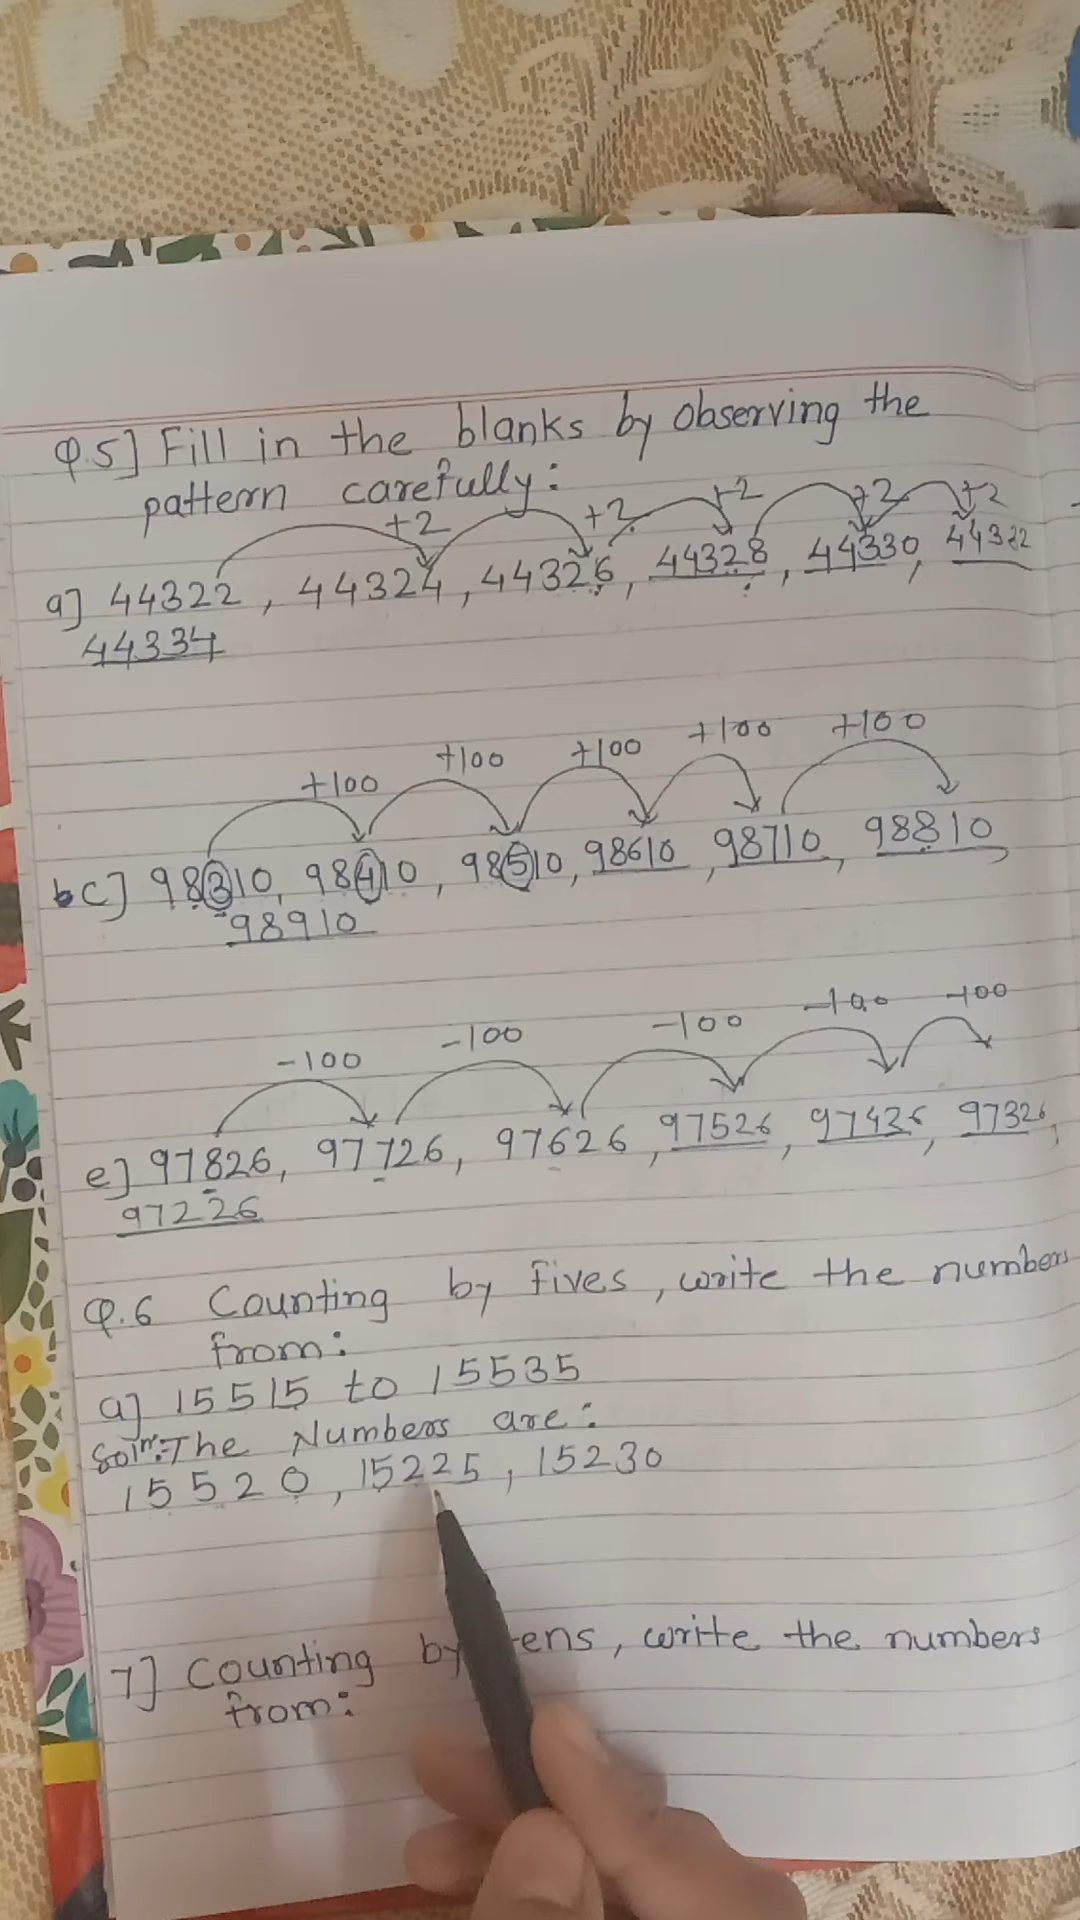 Q.5] Fill in the blanks by observing the
pattern carefully:
+2 +2 +2 +2 +2
a] 44322, 44324, 44326, 44328, 44330, 44322
44334
+100 +100 +100 +100 +100
bc] 98310, 98410, 98510, 98610, 98710, 98810,
98910
-100 -100 -100 -100 -100
e] 97826, 97726, 97626, 97526, 97426, 97326,
97226
Q.6 Counting by fives, write the numbers
from:
a] 15515 to 15535
Soln:- The Numbers are:
15520, 15225, 15230
7] Counting by tens, write the numbers
from: